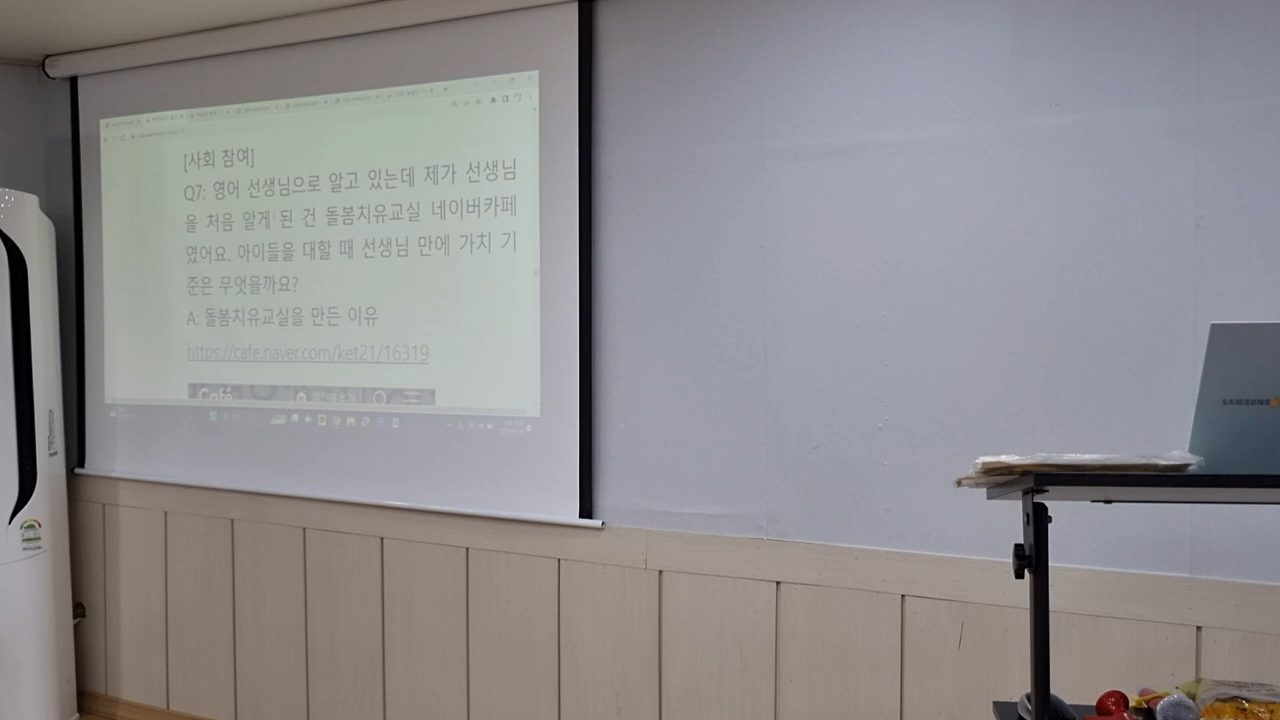 [사회 참여]
Q7: 영어 선생님으로 알고 있는데 제가 선생님
을 처음 알게 된 건 돌봄치유교실 네이버카페
였어요. 아이들을 대할 때 선생님 만에 가치 기
준은 무엇을까요?
A: 돌봄치유교실을 만든 이유
https://cafe.naver.com/ket21/16319
Café
SAMSUNG